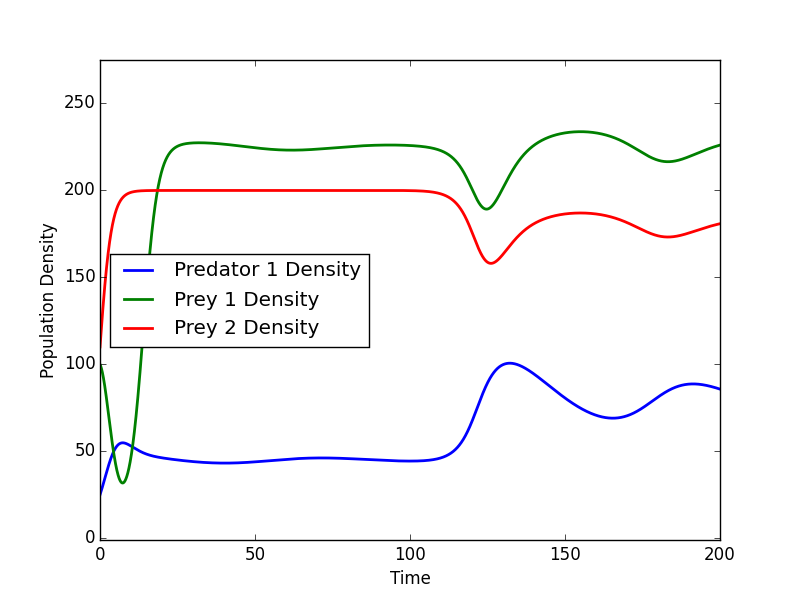 250
200
150
100
50
0
Population Density
Predator 1 Density
Prey 1 Density
Prey 2 Density
0 50 100 150 200
Time